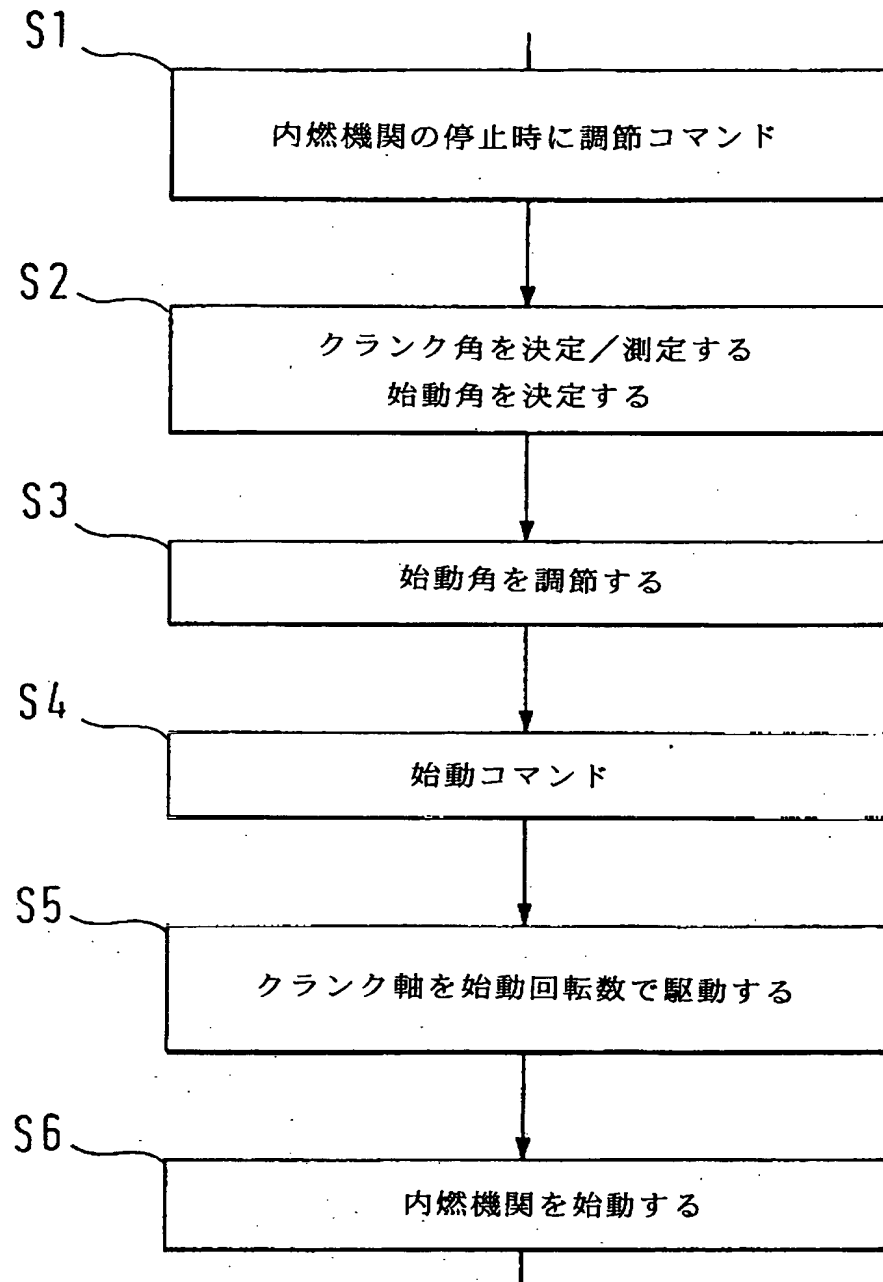 S1
内燃機関の停止時に調節コマンド
S2
クランク角を決定／測定する
始動角を決定する
S3
始動角を調節する
S4
始動コマンド
S5
クランク軸を始動回転数で駆動する
S6
内燃機関を始動する